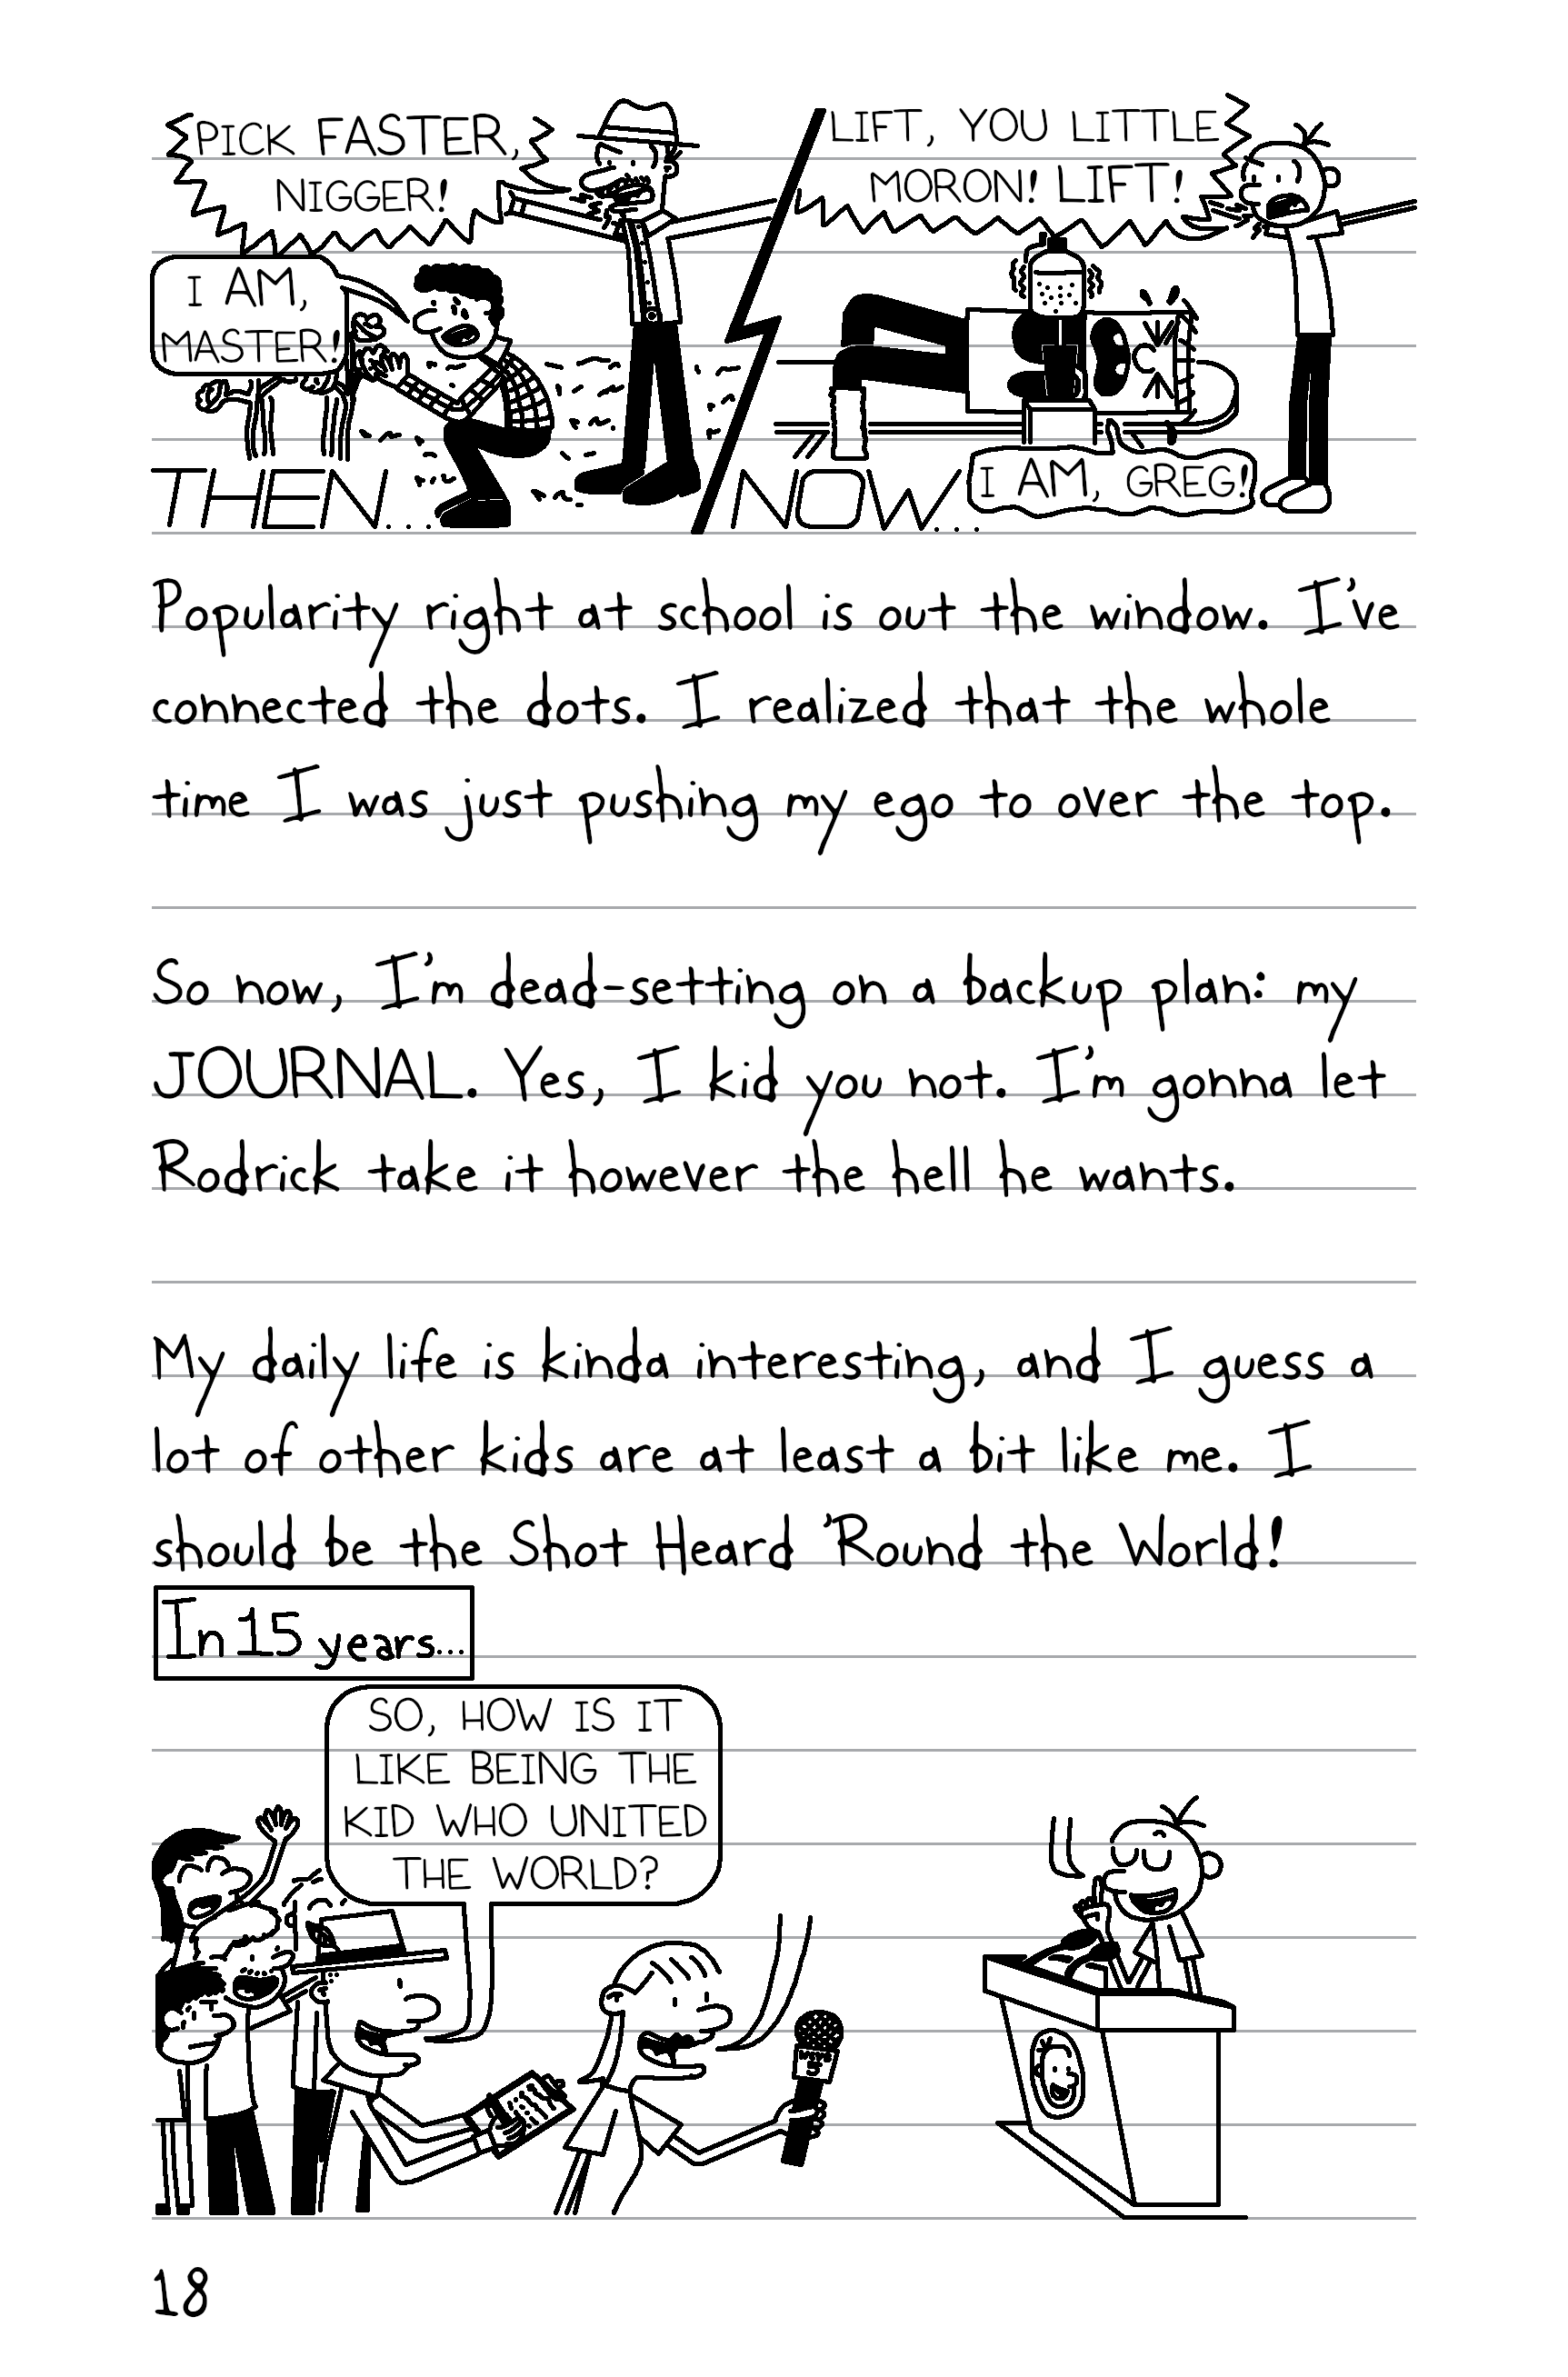 PICK FASTER,
NIGGER!
I AM,
MASTER!
THEN...
LIFT, YOU LITTLE
MORON! LIFT!
I AM, GREG!
NOW...
Popularity right at school is out the window. I've
connected the dots. I realized that the whole
time I was just pushing my ego to over the top.
So now, I'm dead-setting on a backup plan: my
JOURNAL. Yes, I kid you not. I'm gonna let
Rodrick take it however the hell he wants.
My daily life is kinda interesting, and I guess a
lot of other kids are at least a bit like me. I
should be the Shot Heard 'Round the World!
In 15 years...
SO, HOW IS IT
LIKE BEING THE
KID WHO UNITED
THE WORLD?
18